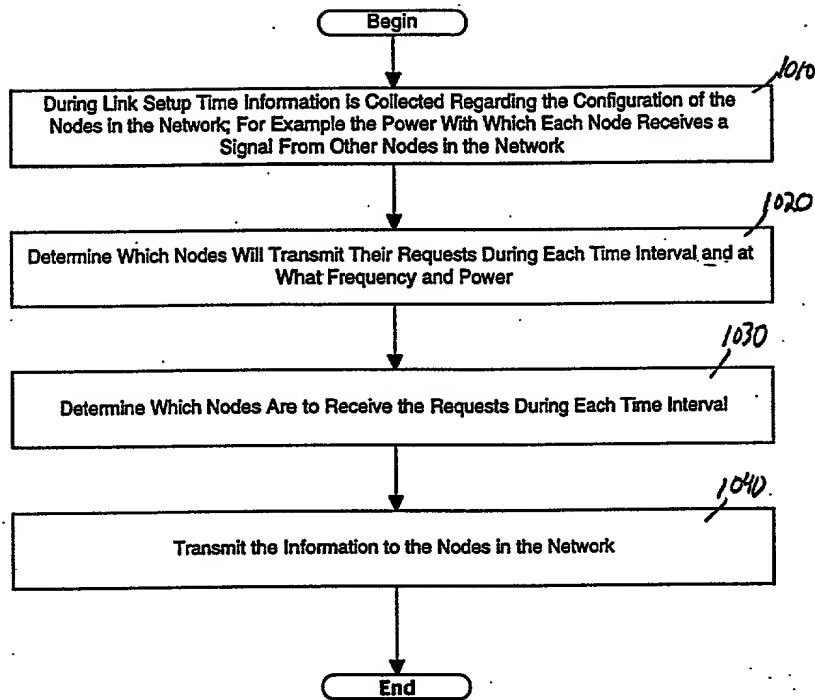 Begin
1010
During Link Setup Time Information is Collected Regarding the Configuration of the
Nodes in the Network; For Example the Power With Which Each Node Receives a
Signal From Other Nodes in the Network
1020
Determine Which Nodes Will Transmit Their Requests During Each Time Interval and at
What Frequency and Power
1030
Determine Which Nodes Are to Receive the Requests During Each Time Interval
1040
Transmit the Information to the Nodes in the Network
End